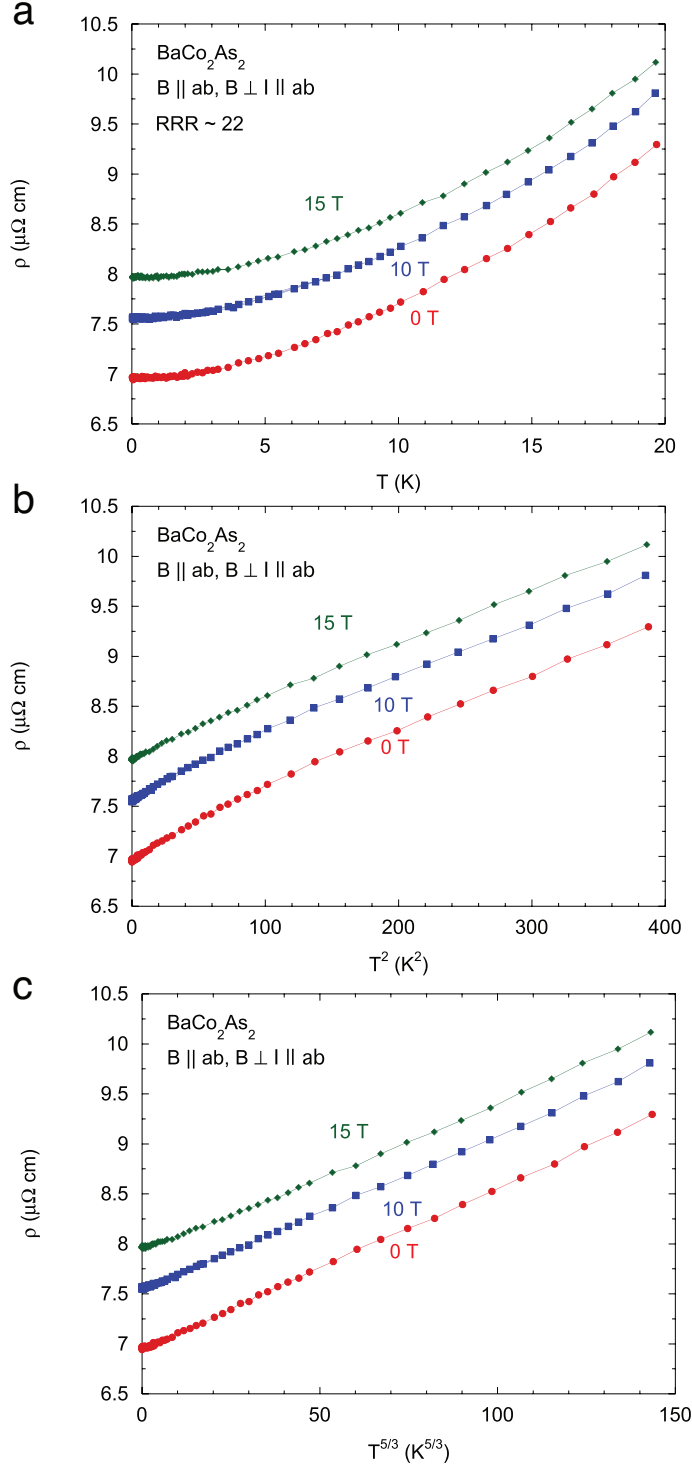 a
10.5
10
9.5
9
8.5
8
7.5
7
6.5
ρ (μΩ cm)
BaCo₂As₂
B || ab, B ⊥ I || ab
RRR ~ 22
15 T
10 T
0 T
0 5 10 15 20
T (K)
b
10.5
10
9.5
9
8.5
8
7.5
7
6.5
ρ (μΩ cm)
BaCo₂As₂
B || ab, B ⊥ I || ab
15 T
10 T
0 T
0 100 200 300 400
T² (K²)
c
10.5
10
9.5
9
8.5
8
7.5
7
6.5
ρ (μΩ cm)
BaCo₂As₂
B || ab, B ⊥ I || ab
15 T
10 T
0 T
0 50 100 150
T⁵ᐟ³ (K⁵ᐟ³)